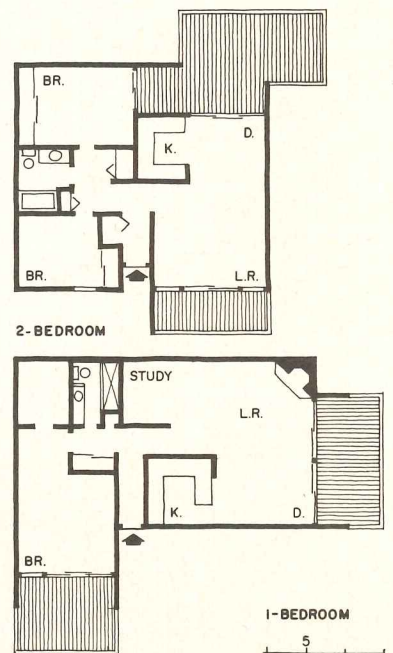 BR.
K.
D.
BR.
L.R.
2-BEDROOM
STUDY
L.R.
K.
D.
BR.
1-BEDROOM
5